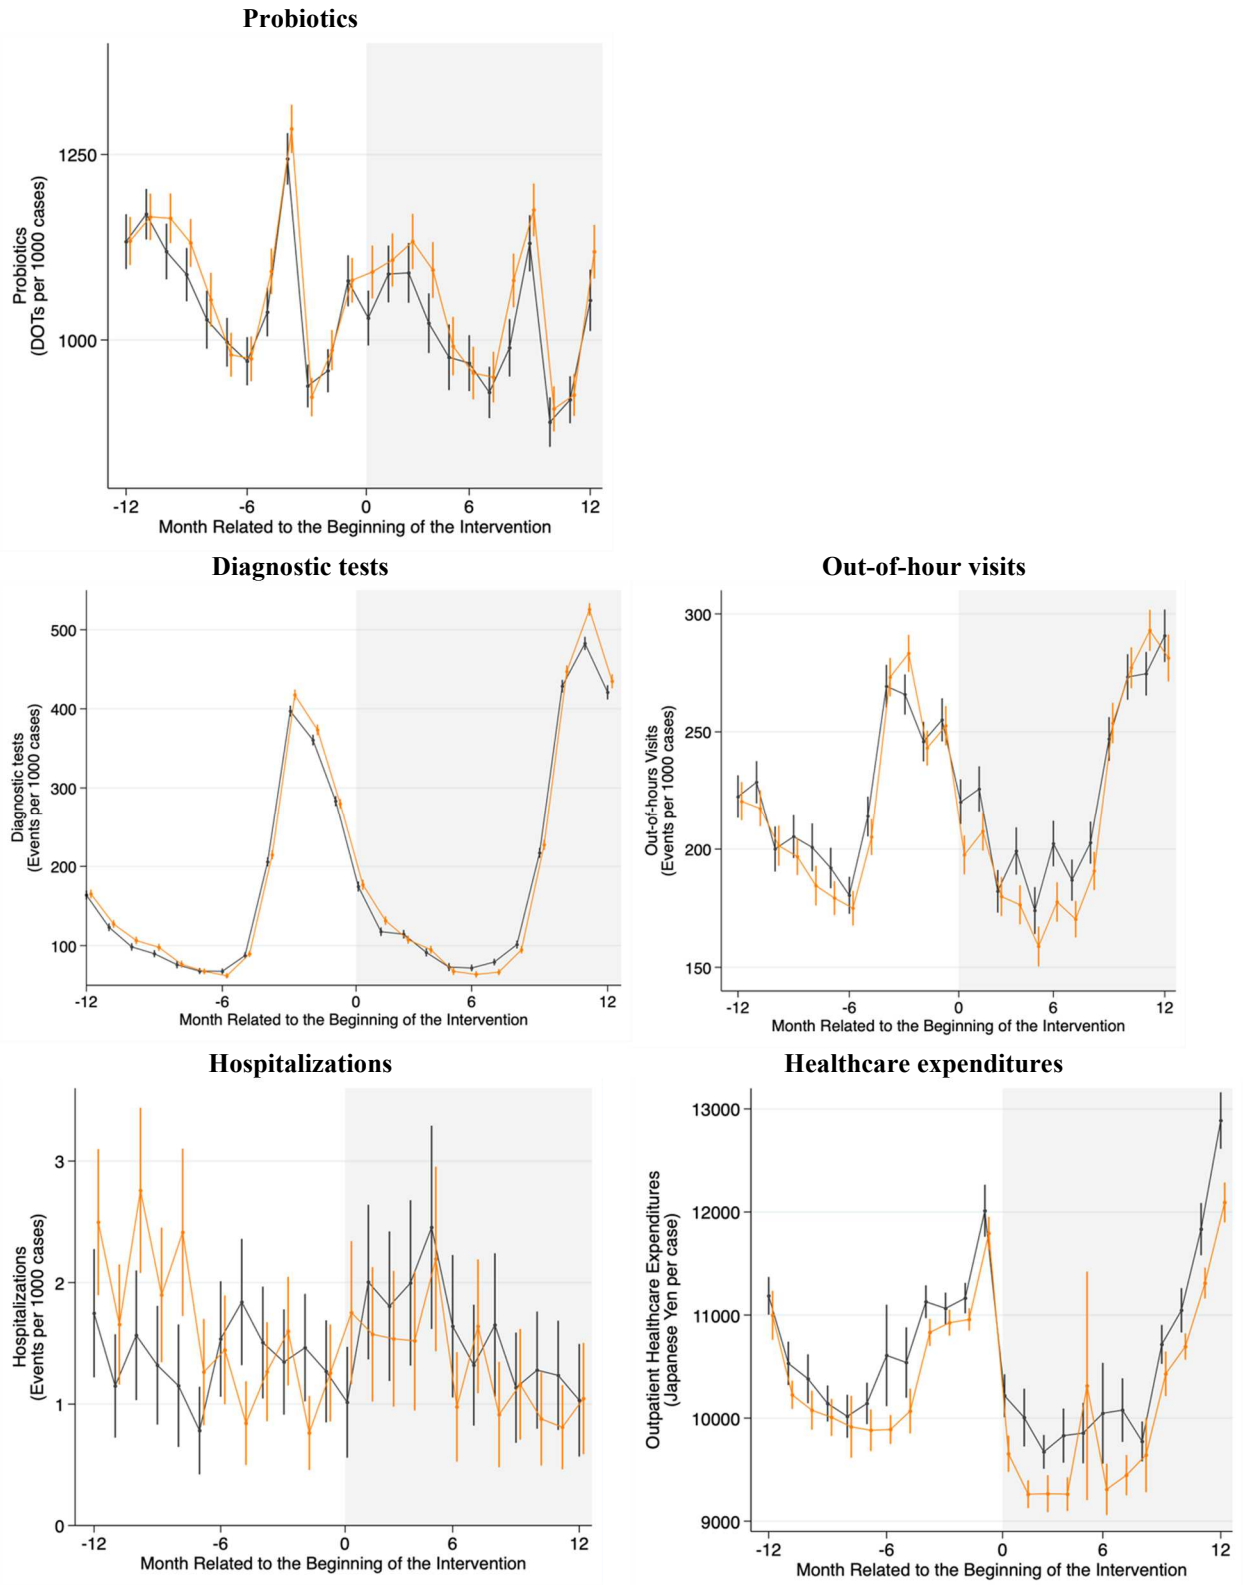 Probiotics
Probiotics
(DOTs per 1000 cases)
1250
1000
-12 -6 0 6 12
Month Related to the Beginning of the Intervention
Diagnostic tests
Diagnostic tests
(Events per 1000 cases)
500
400
300
200
100
-12 -6 0 6 12
Month Related to the Beginning of the Intervention
Out-of-hour visits
Out-of-hours Visits
(Events per 1000 cases)
300
250
200
150
-12 -6 0 6 12
Month Related to the Beginning of the Intervention
Hospitalizations
Hospitalizations
(Events per 1000 cases)
3
2
1
0
-12 -6 0 6 12
Month Related to the Beginning of the Intervention
Healthcare expenditures
Outpatient Healthcare Expenditures
(Japanese Yen per case)
13000
12000
11000
10000
9000
-12 -6 0 6 12
Month Related to the Beginning of the Intervention